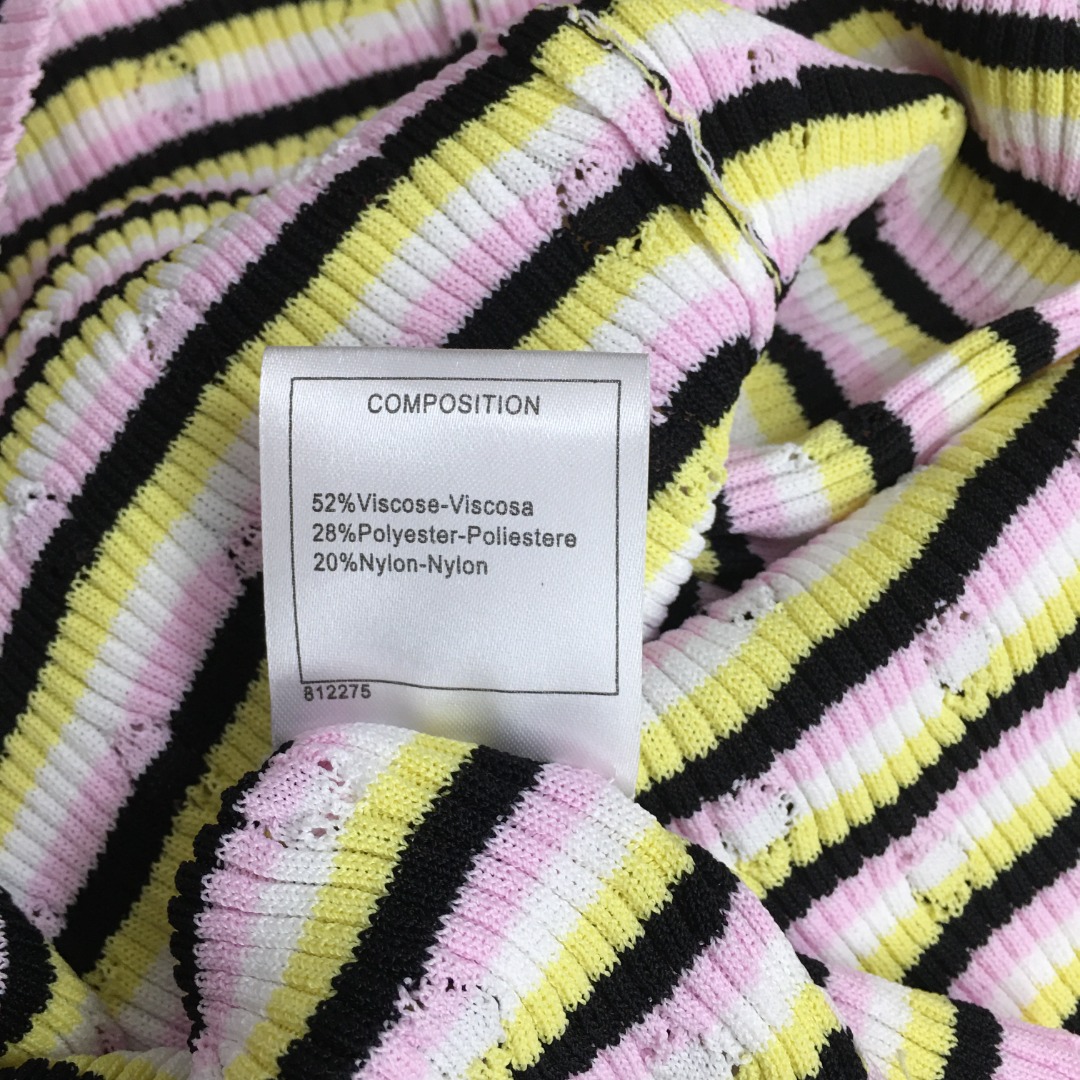 COMPOSITION
52%Viscose-Viscosa
28%Polyester-Poliestere
20%Nylon-Nylon
812275